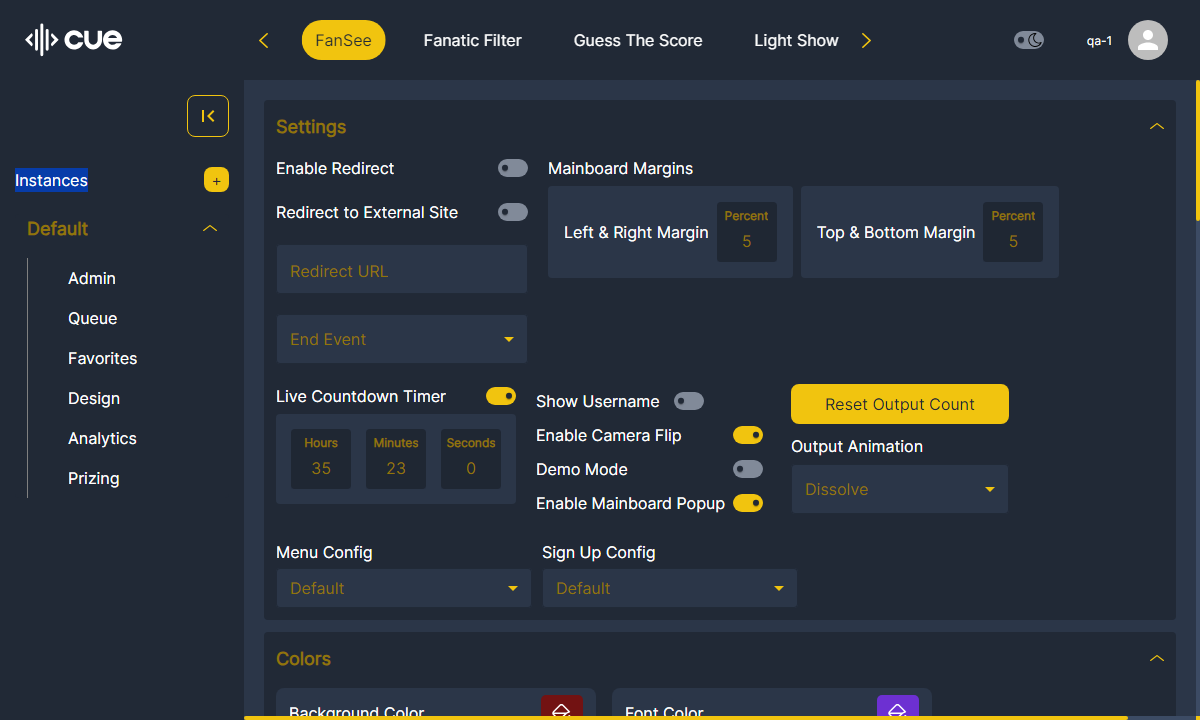 cue
FanSee
Fanatic Filter
Guess The Score
Light Show
qa-1
Instances
+
Default
Admin
Queue
Favorites
Design
Analytics
Prizing
Settings
Enable Redirect
Redirect to External Site
Redirect URL
End Event
Mainboard Margins
Left & Right Margin
Percent
5
Top & Bottom Margin
Percent
5
Live Countdown Timer
Hours
35
Minutes
23
Seconds
0
Show Username
Enable Camera Flip
Demo Mode
Enable Mainboard Popup
Reset Output Count
Output Animation
Dissolve
Menu Config
Default
Sign Up Config
Default
Colors
Background Color
Font Color